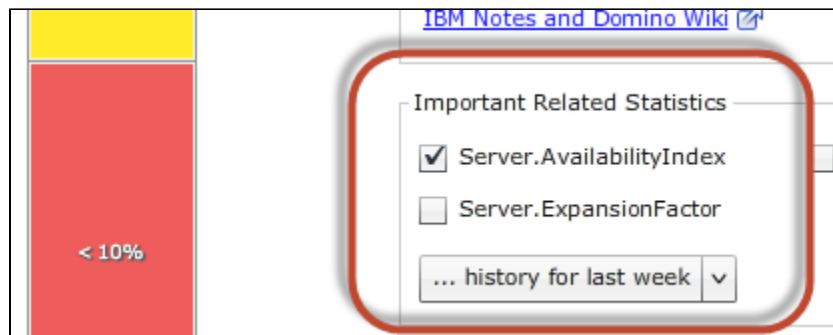 IBM Notes and Domino Wiki
Important Related Statistics
Server.AvailabilityIndex
Server.ExpansionFactor
< 10%
... history for last week